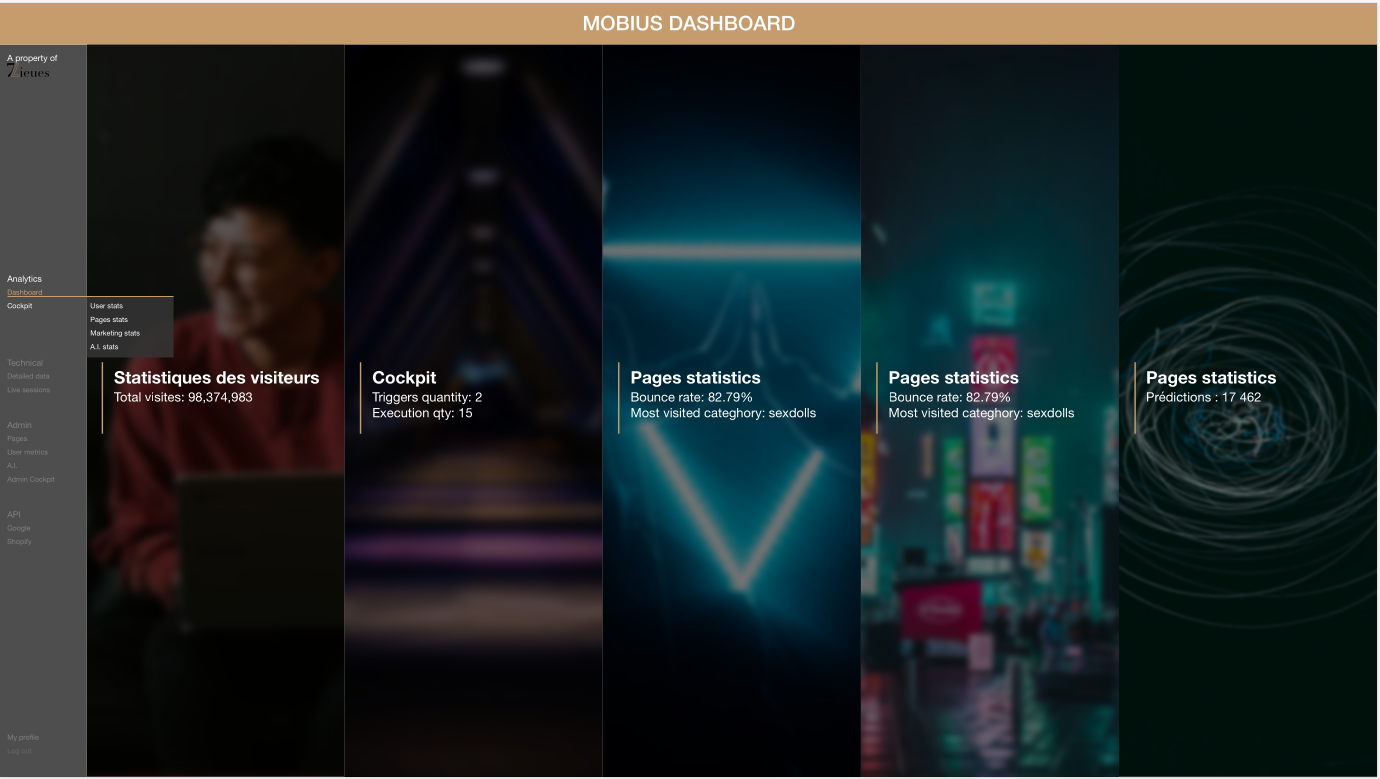 MOBIUS DASHBOARD
A property of
7Lieues
Analytics
Dashboard
Cockpit
User stats
Pages stats
Marketing stats
A.I. stats
Technical
Detailed data
Live sessions
Admin
Pages
User metrics
A.I.
Admin Cockpit
API
Google
Shopify
My profile
Log out
Statistiques des visiteurs
Total visites: 98,374,983
Cockpit
Triggers quantity: 2
Execution qty: 15
Pages statistics
Bounce rate: 82.79%
Most visited categhory: sexdolls
Pages statistics
Bounce rate: 82.79%
Most visited categhory: sexdolls
Pages statistics
Prédictions : 17 462